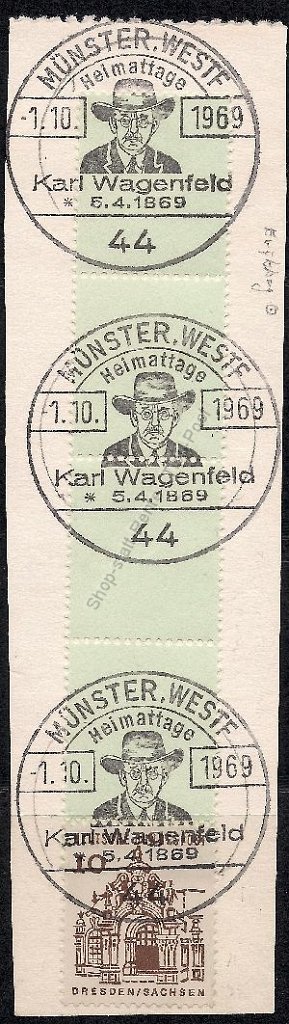 MÜNSTER.WESTF
Heimattage
-1.10. 1969
Karl Wagenfeld
* 5.4.1869
44
MÜNSTER.WESTF
Heimattage
-1.10. 1969
Karl Wagenfeld
* 5.4.1869
44
MÜNSTER.WESTF
Heimattage
-1.10. 1969
Karl Wagenfeld
5.4.1869
10
44
DRESDEN/SACHSEN